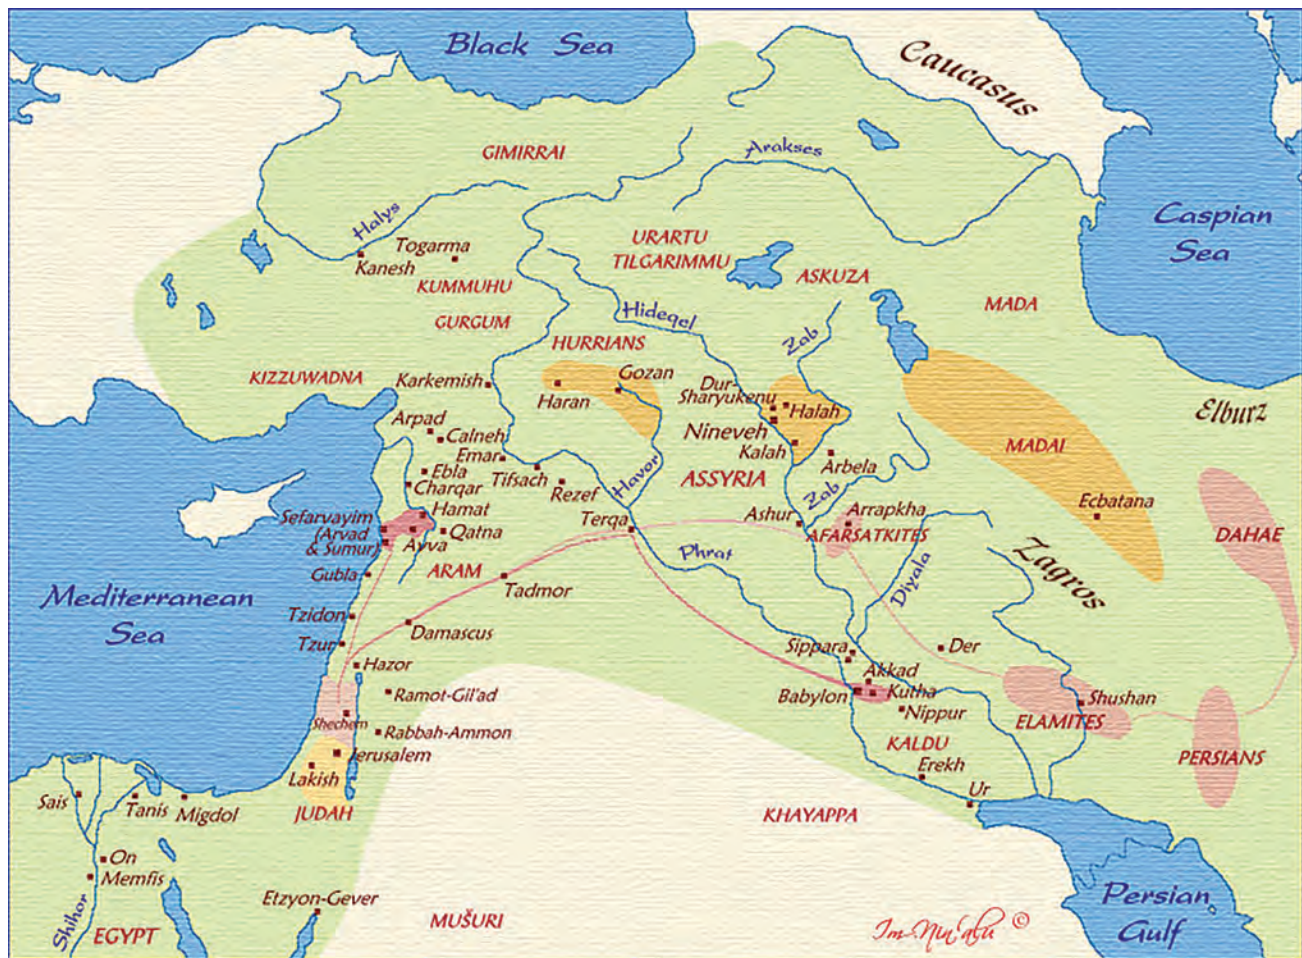 Black Sea
Caucasus
GIMIRRAI
Arakses
Halys
Caspian
Sea
Togarma
Kanesh
URARTU
TILGARIMMU
ASKUZA
KUMMUHU
MADA
GURGUM
Hideqel
Zab
HURRIANS
KIZZUWADNA
Karkemish
Gozan
Haran
Dur-
Sharyukenu
Halah
Elburz
Arpad
Calneh
Nineveh
Kalah
MADAI
Emar
Ebla
Tifsach
Charqar
Rezef
Havor
ASSYRIA
Arbela
Zab
Ecbatana
Hamat
Sefarvayim
(Arvad
& Sumur)
Ayva
Qatna
Terqa
Ashur
Arrapkha
AFARSATKITES
DAHAE
Phrat
Diyala
Zagros
Gubla
ARAM
Tadmor
Mediterranean
Sea
Tzidon
Damascus
Tzur
Hazor
Sippara
Der
Akkad
Ramot-Gil'ad
Babylon
Kutha
Shushan
Nippur
ELAMITES
Shechem
Rabbah-Ammon
KALDU
PERSIANS
Jerusalem
Lakish
Erekh
Ur
Sais
Tanis
Migdol
JUDAH
KHAYAPPA
On
Memfis
Etzyon-Gever
Persian
Gulf
Shihor
EGYPT
MUŠURI
Im Nin'alu ©